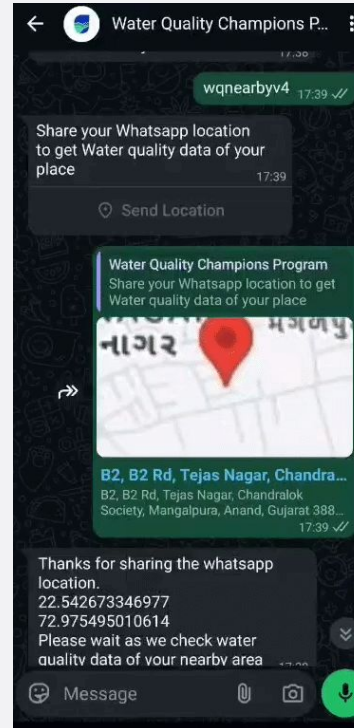 Water Quality Champions P...
17:38
wqnearbyv4 17:39
Share your Whatsapp location
to get Water quality data of your
place
17:39
Send Location
Water Quality Champions Program
Share your Whatsapp location to get
Water quality data of your place
નાગર
મંગળપુ
B2, B2 Rd, Tejas Nagar, Chandra...
B2, B2 Rd, Tejas Nagar, Chandralok
Society, Mangalpura, Anand, Gujarat 388...
17:39
Thanks for sharing the whatsapp
location.
22.542673346977
72.975495010614
Please wait as we check water
quality data of your nearby area
17:39
Message